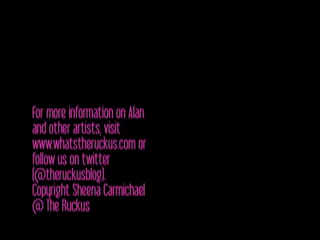 For more information on Alan
and other artists, visit
www.whatstheruckus.com or
follow us on twitter
(@theruckusblog).
Copyright Sheena Carmichael
@ The Ruckus